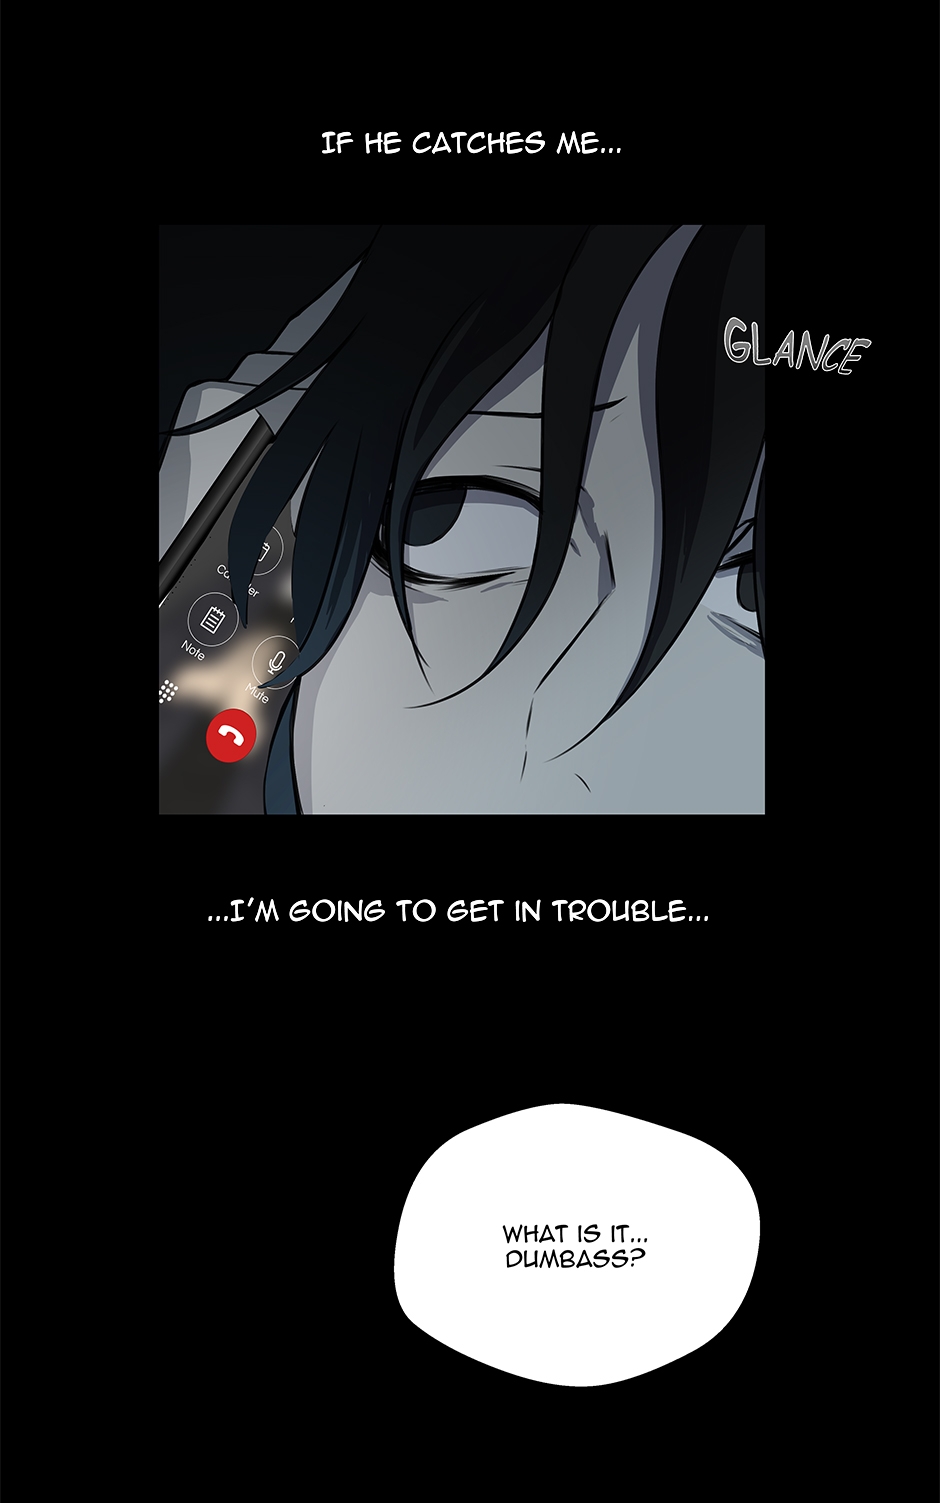 IF HE CATCHES ME...
GLANCE
Note
Mute
...I'M GOING TO GET IN TROUBLE...
WHAT IS IT...
DUMBASS?